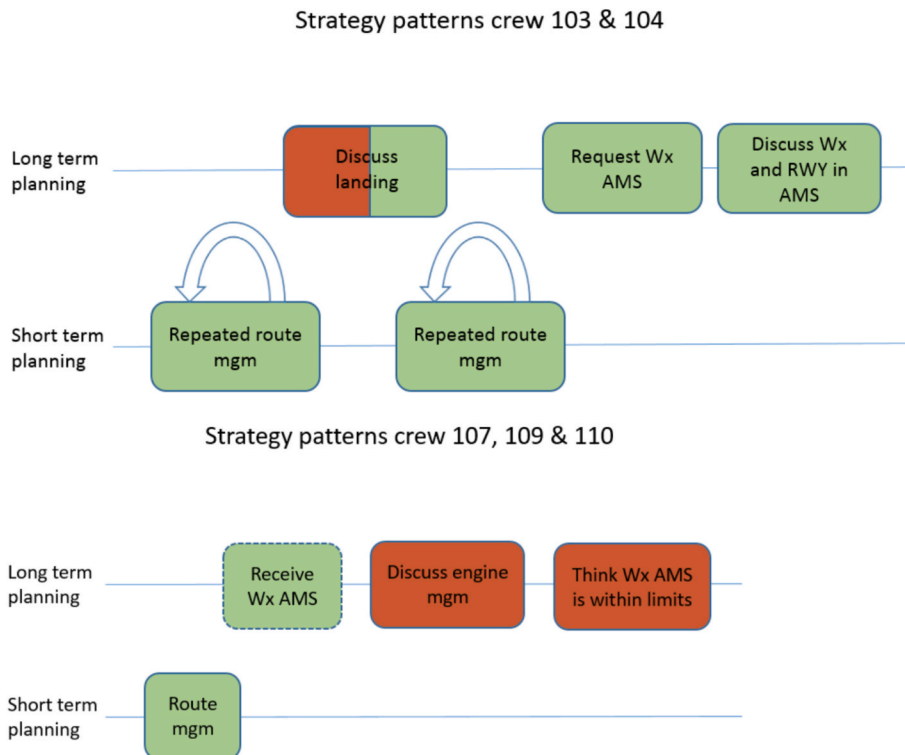 Strategy patterns crew 103 & 104
Long term
planning
Discuss
landing
Request Wx
AMS
Discuss Wx
and RWY in
AMS
Short term
planning
Repeated route
mgm
Repeated route
mgm
Strategy patterns crew 107, 109 & 110
Long term
planning
Receive
Wx AMS
Discuss engine
mgm
Think Wx AMS
is within limits
Short term
planning
Route
mgm